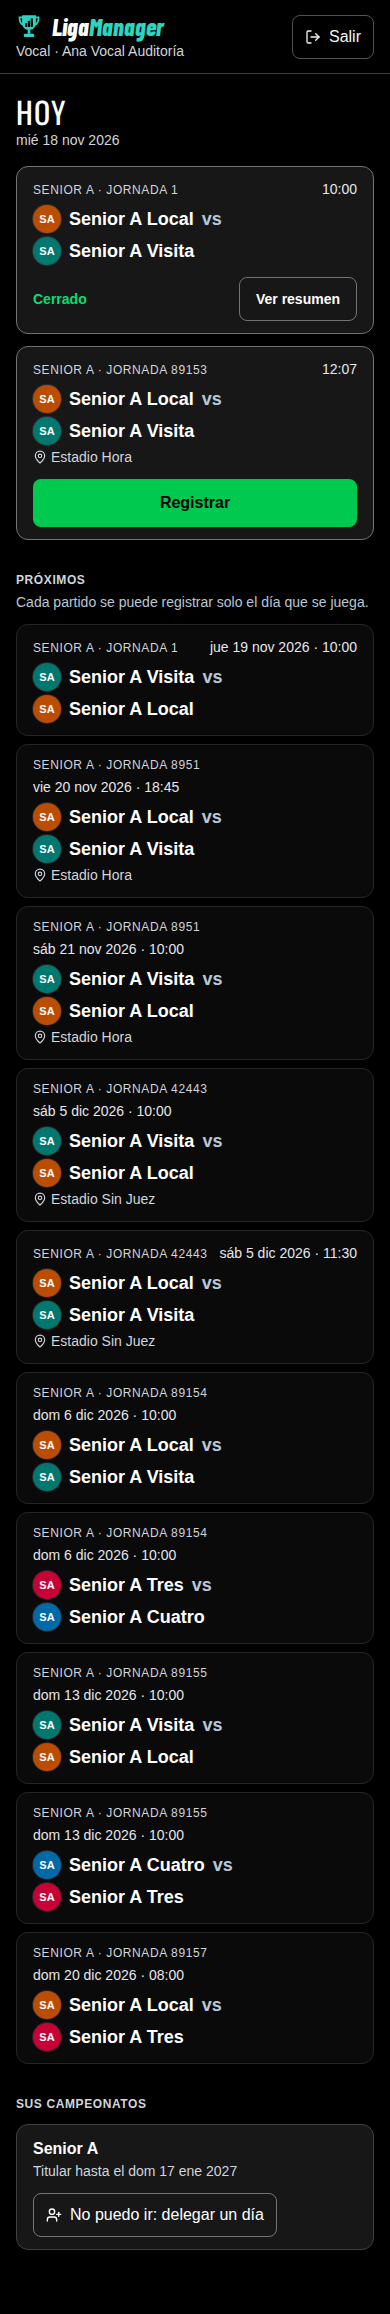 LigaManager
Vocal · Ana Vocal Auditoría
Salir
HOY
mié 18 nov 2026
SENIOR A · JORNADA 1 10:00
SA Senior A Local vs
SA Senior A Visita
Cerrado Ver resumen
SENIOR A · JORNADA 89153 12:07
SA Senior A Local vs
SA Senior A Visita
Estadio Hora
Registrar
PRÓXIMOS
Cada partido se puede registrar solo el día que se juega.
SENIOR A · JORNADA 1 jue 19 nov 2026 · 10:00
SA Senior A Visita vs
SA Senior A Local
SENIOR A · JORNADA 8951
vie 20 nov 2026 · 18:45
SA Senior A Local vs
SA Senior A Visita
Estadio Hora
SENIOR A · JORNADA 8951
sáb 21 nov 2026 · 10:00
SA Senior A Visita vs
SA Senior A Local
Estadio Hora
SENIOR A · JORNADA 42443
sáb 5 dic 2026 · 10:00
SA Senior A Visita vs
SA Senior A Local
Estadio Sin Juez
SENIOR A · JORNADA 42443 sáb 5 dic 2026 · 11:30
SA Senior A Local vs
SA Senior A Visita
Estadio Sin Juez
SENIOR A · JORNADA 89154
dom 6 dic 2026 · 10:00
SA Senior A Local vs
SA Senior A Visita
SENIOR A · JORNADA 89154
dom 6 dic 2026 · 10:00
SA Senior A Tres vs
SA Senior A Cuatro
SENIOR A · JORNADA 89155
dom 13 dic 2026 · 10:00
SA Senior A Visita vs
SA Senior A Local
SENIOR A · JORNADA 89155
dom 13 dic 2026 · 10:00
SA Senior A Cuatro vs
SA Senior A Tres
SENIOR A · JORNADA 89157
dom 20 dic 2026 · 08:00
SA Senior A Local vs
SA Senior A Tres
SUS CAMPEONATOS
Senior A
Titular hasta el dom 17 ene 2027
No puedo ir: delegar un día